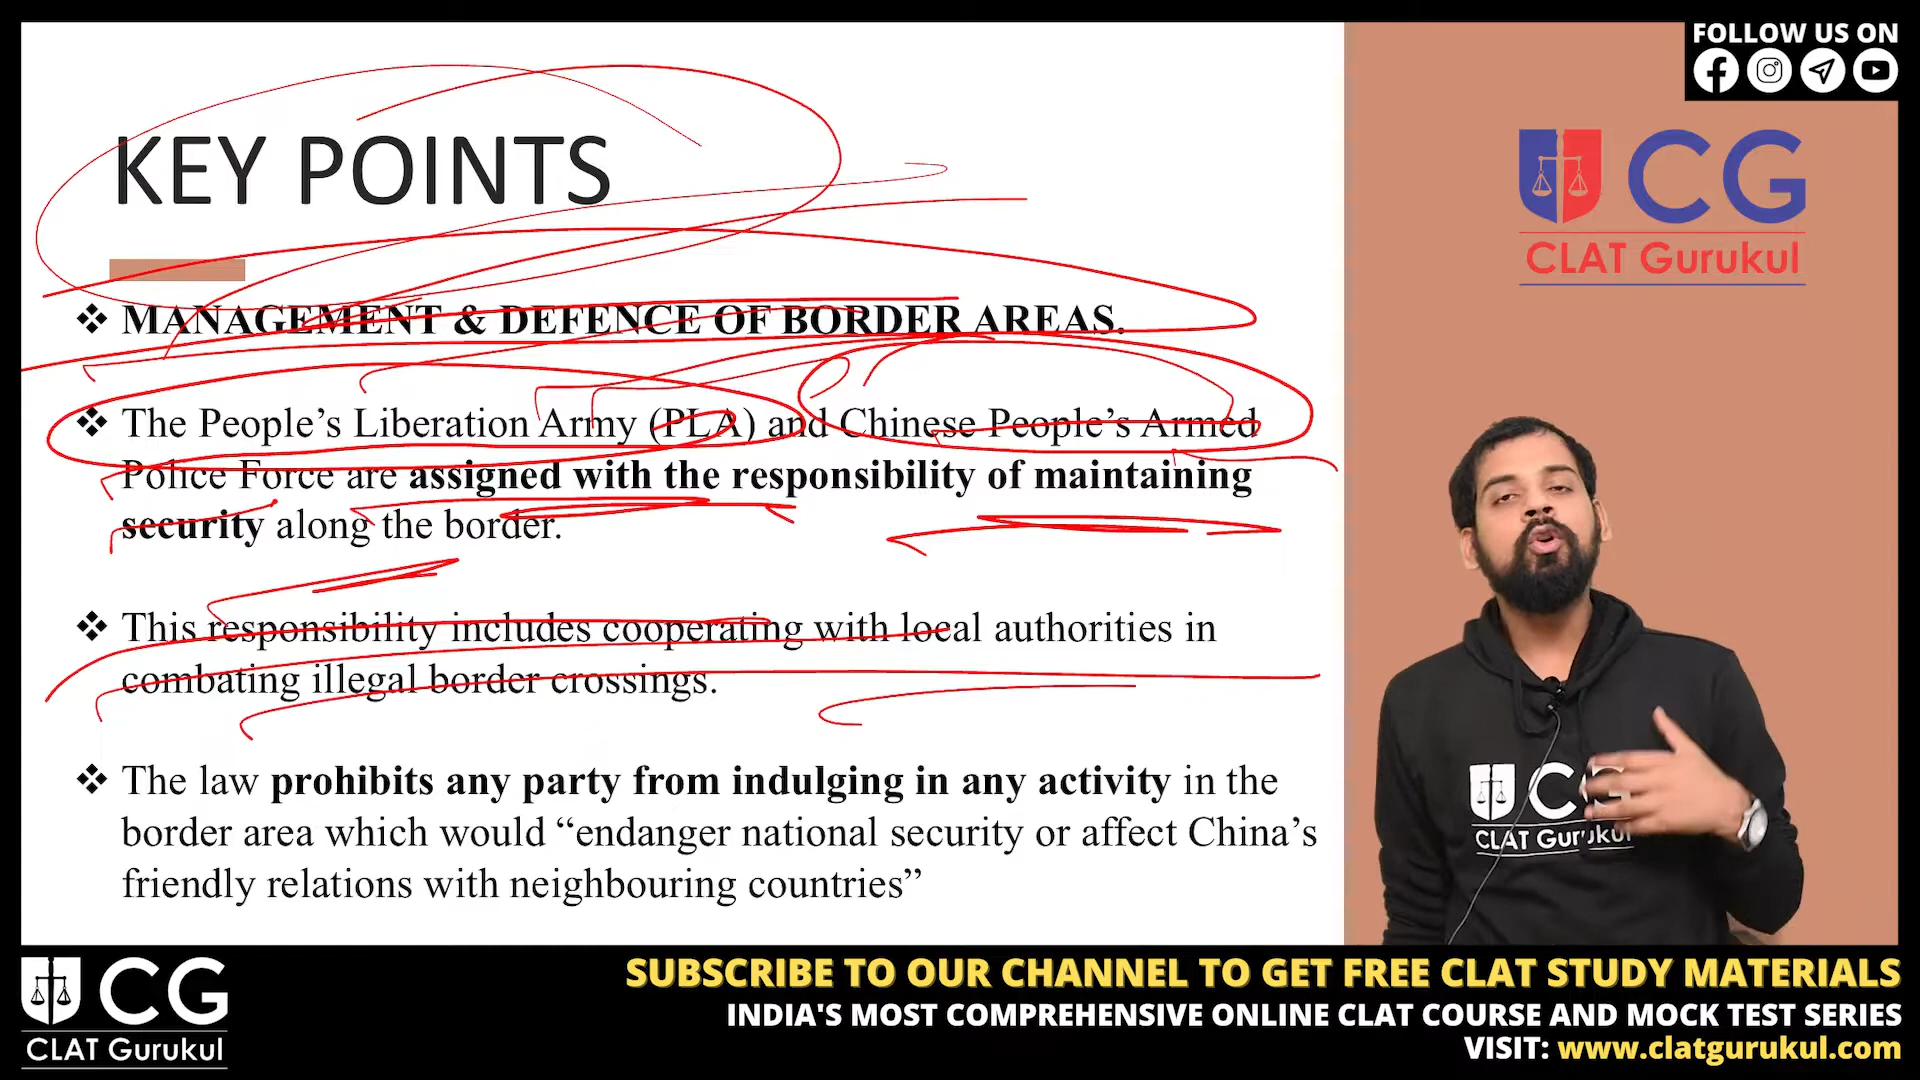 FOLLOW US ON
CG
CLAT Gurukul
KEY POINTS
❖ MANAGEMENT & DEFENCE OF BORDER AREAS.
❖ The People’s Liberation Army (PLA) and Chinese People’s Armed
Police Force are assigned with the responsibility of maintaining
security along the border.
❖ This responsibility includes cooperating with local authorities in
combating illegal border crossings.
❖ The law prohibits any party from indulging in any activity in the
border area which would “endanger national security or affect China’s
friendly relations with neighbouring countries”
CG
CLAT Gurukul
CG
CLAT Gurukul
SUBSCRIBE TO OUR CHANNEL TO GET FREE CLAT STUDY MATERIALS
INDIA'S MOST COMPREHENSIVE ONLINE CLAT COURSE AND MOCK TEST SERIES
VISIT: www.clatgurukul.com